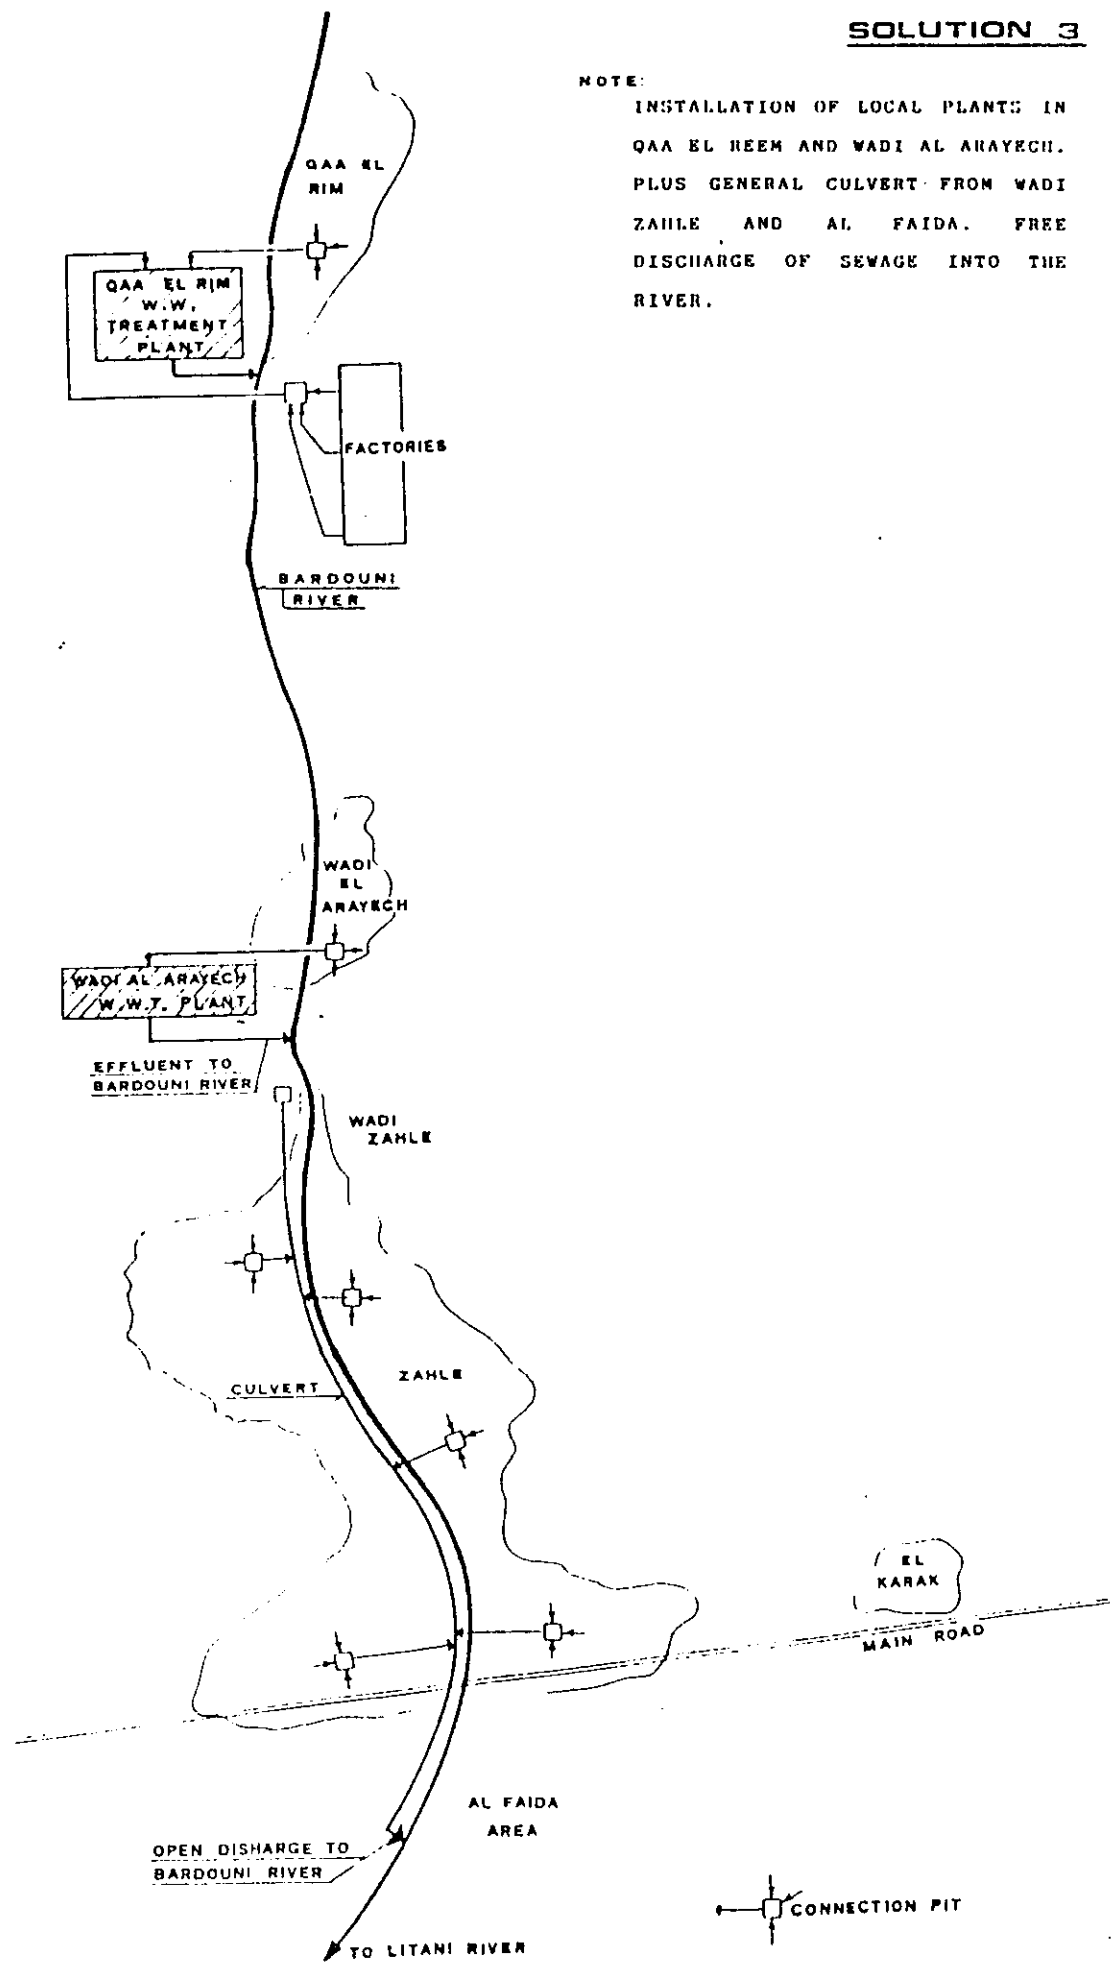 SOLUTION 3
NOTE:
INSTALLATION OF LOCAL PLANTS IN
QAA EL REEM AND WADI AL ARAYECH.
PLUS GENERAL CULVERT FROM WADI
ZAHLE AND AL FAIDA. FREE
DISCHARGE OF SEWAGE INTO THE
RIVER.
QAA EL
RIM
QAA EL RIM
W.W.
TREATMENT
PLANT
FACTORIES
BARDOUNI
RIVER
WADI
EL
ARAYECH
WADI AL ARAYECH
W.W.T. PLANT
EFFLUENT TO
BARDOUNI RIVER
WADI
ZAHLE
CULVERT
ZAHLE
EL
KARAK
MAIN ROAD
AL FAIDA
AREA
OPEN DISHARGE TO
BARDOUNI RIVER
CONNECTION PIT
TO LITANI RIVER